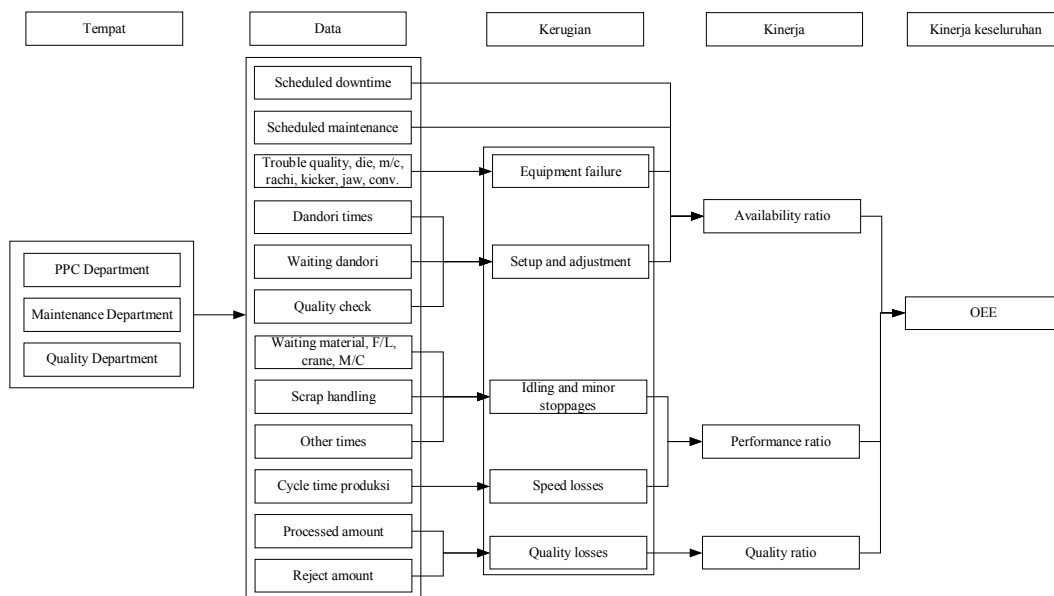 Tempat
Data
Kerugian
Kinerja
Kinerja keseluruhan
PPC Department
Maintenance Department
Quality Department
Scheduled downtime
Scheduled maintenance
Trouble quality, die, m/c,
rachi, kicker, jaw, conv.
Dandori times
Waiting dandori
Quality check
Waiting material, F/L,
crane, M/C
Scrap handling
Other times
Cycle time produksi
Processed amount
Reject amount
Equipment failure
Setup and adjustment
Idling and minor
stoppages
Speed losses
Quality losses
Availability ratio
Performance ratio
Quality ratio
OEE